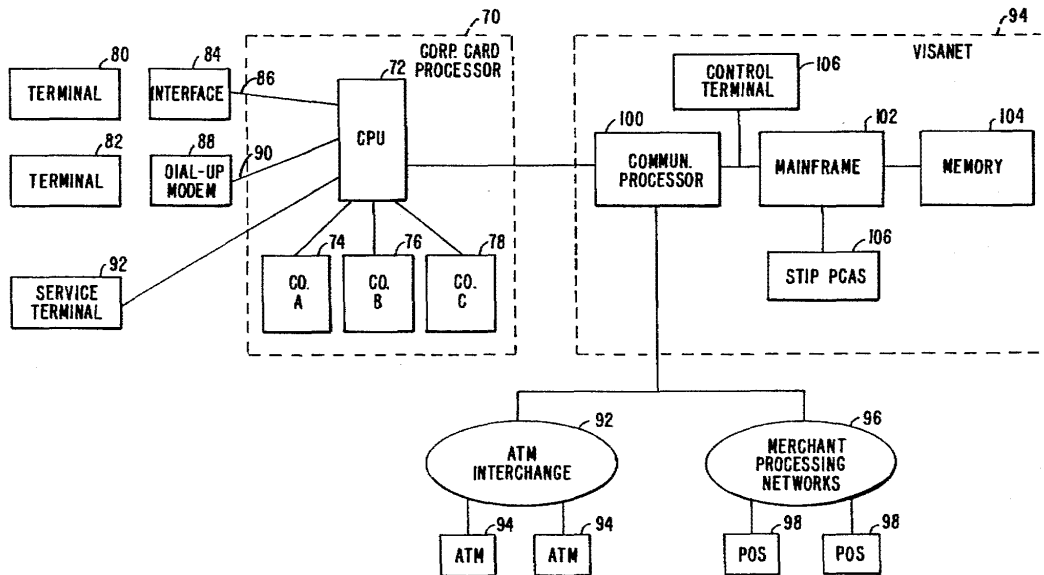 70
94
CORP. CARD
PROCESSOR
VISANET
80
TERMINAL
84
INTERFACE
86
72
CPU
106
CONTROL
TERMINAL
82
TERMINAL
88
DIAL-UP
MODEM
90
100
COMMUN.
PROCESSOR
102
MAINFRAME
104
MEMORY
92
SERVICE
TERMINAL
74
CO.
A
76
CO.
B
78
CO.
C
106
STIP PCAS
92
ATM
INTERCHANGE
96
MERCHANT
PROCESSING
NETWORKS
94
ATM
94
ATM
98
POS
98
POS